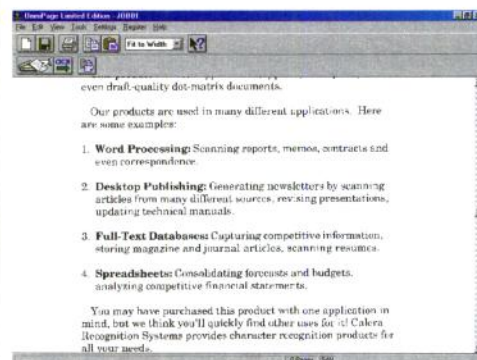 OmniPage Limited Edition - JOB01
File Edit View Tools Settings Register Help
Fit to Width
even draft-quality dot-matrix documents.
Our products are used in many different applications. Here
are some examples:
1. Word Processing: Scanning reports, memos, contracts and
even correspondence.
2. Desktop Publishing: Generating newsletters by scanning
articles from many different sources, revising presentations,
updating technical manuals.
3. Full-Text Databases: Capturing competitive information,
storing magazine and journal articles, scanning resumes.
4. Spreadsheets: Consolidating forecasts and budgets,
analyzing competitive financial statements.
You may have purchased this product with one application in
mind, but we think you'll quickly find other uses for it! Calera
Recognition Systems provides character recognition products for
all your needs.